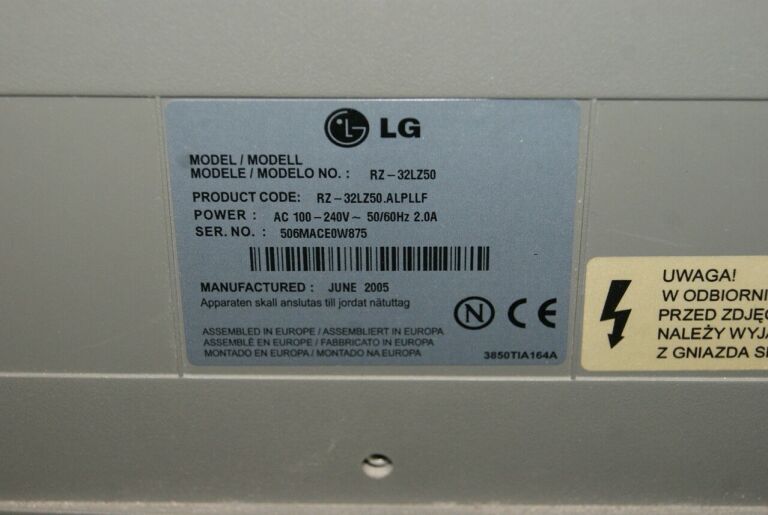 LG
MODEL / MODELL
MODELE / MODELO NO. : RZ-32LZ50
PRODUCT CODE: RZ-32LZ50.ALPLLF
POWER : AC 100-240V~ 50/60Hz 2.0A
SER. NO. : 506MACE0W875
MANUFACTURED : JUNE 2005
Apparaten skall anslutas till jordat nätuttag
N CE
ASSEMBLED IN EUROPE / ASSEMBLIERT IN EUROPA
ASSEMBLÉ EN EUROPE / FABBRICATO IN EUROPA
MONTADO EN EUROPA / MONTADO NA EUROPA
3850TIA164A
UWAGA!
W ODBIORNI
PRZED ZDJĘ
NALEŻY WYJ
Z GNIAZDA